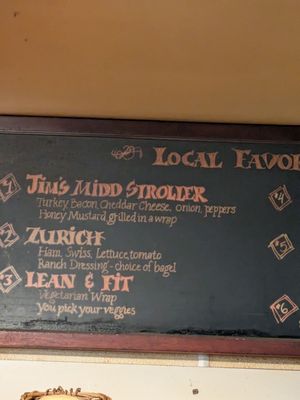 Local Favor
1 Jim's Midd Stroller #4
Turkey, Bacon, Cheddar Cheese, onion, peppers
Honey Mustard, grilled in a wrap
2 Zurich #5
Ham, Swiss, Lettuce, tomato
Ranch Dressing - choice of bagel
3 Lean & Fit #6
Vegetarian Wrap
You pick your veggies